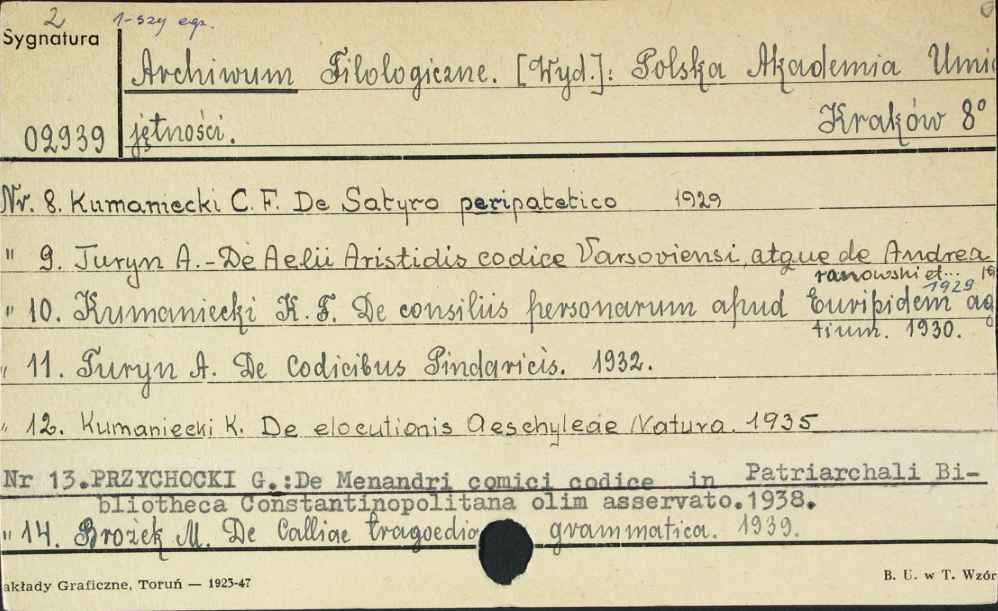 2 1-szy egz.
Sygnatura
Archiwum Filologiczne. [Wyd.]: Polska Akademia Umie
02939 jętności. Kraków 8°
Nr. 8. Kumaniecki C. F. De Satyro peripatetico 1929
" 9. Turyn A. - De Aelii Aristidis codice Varsoviensi, atque de Andrea
ranowski et...
1929
" 10. Kumaniecki K. F. De consiliis personarum apud Euripidem ag
tium. 1930.
" 11. Turyn A. De Codicibus Pindaricis. 1932.
" 12. Kumaniecki K. De elocutionis Aeschyleae Natura. 1935
Nr 13. PRZYCHOCKI G.: De Menandri comici codice in Patriarchali Bi-
bliotheca Constantinopolitana olim asservato. 1938.
" 14. Brożek M. De Calliae tragoedia grammatica. 1939.
akłady Graficzne, Toruń — 1923-47
B. U. w T. Wzór